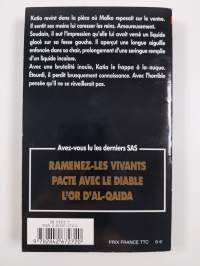 Katia revint dans la pièce où Malko reposait sur le ventre.
Il sentit ses mains lui caresser les reins. Amoureusement.
Soudain, il eut l'impression qu'elle lui avait versé un liquide
glacé sur sa fesse gauche. Il aperçut une longue aiguille
enfoncée dans sa chair, prolongement d'une seringue remplie
d'un liquide incolore.
Avec une brutalité inouïe, Katia le frappa à la nuque.
Étourdi, il perdit brusquement connaissance. Avec l'horrible
pensée qu'il ne se réveillerait pas.
Avez-vous lu les derniers SAS
RAMENEZ-LES VIVANTS
PACTE AVEC LE DIABLE
L'OR D'AL-QAIDA
PRIX FRANCE TTC 6 €